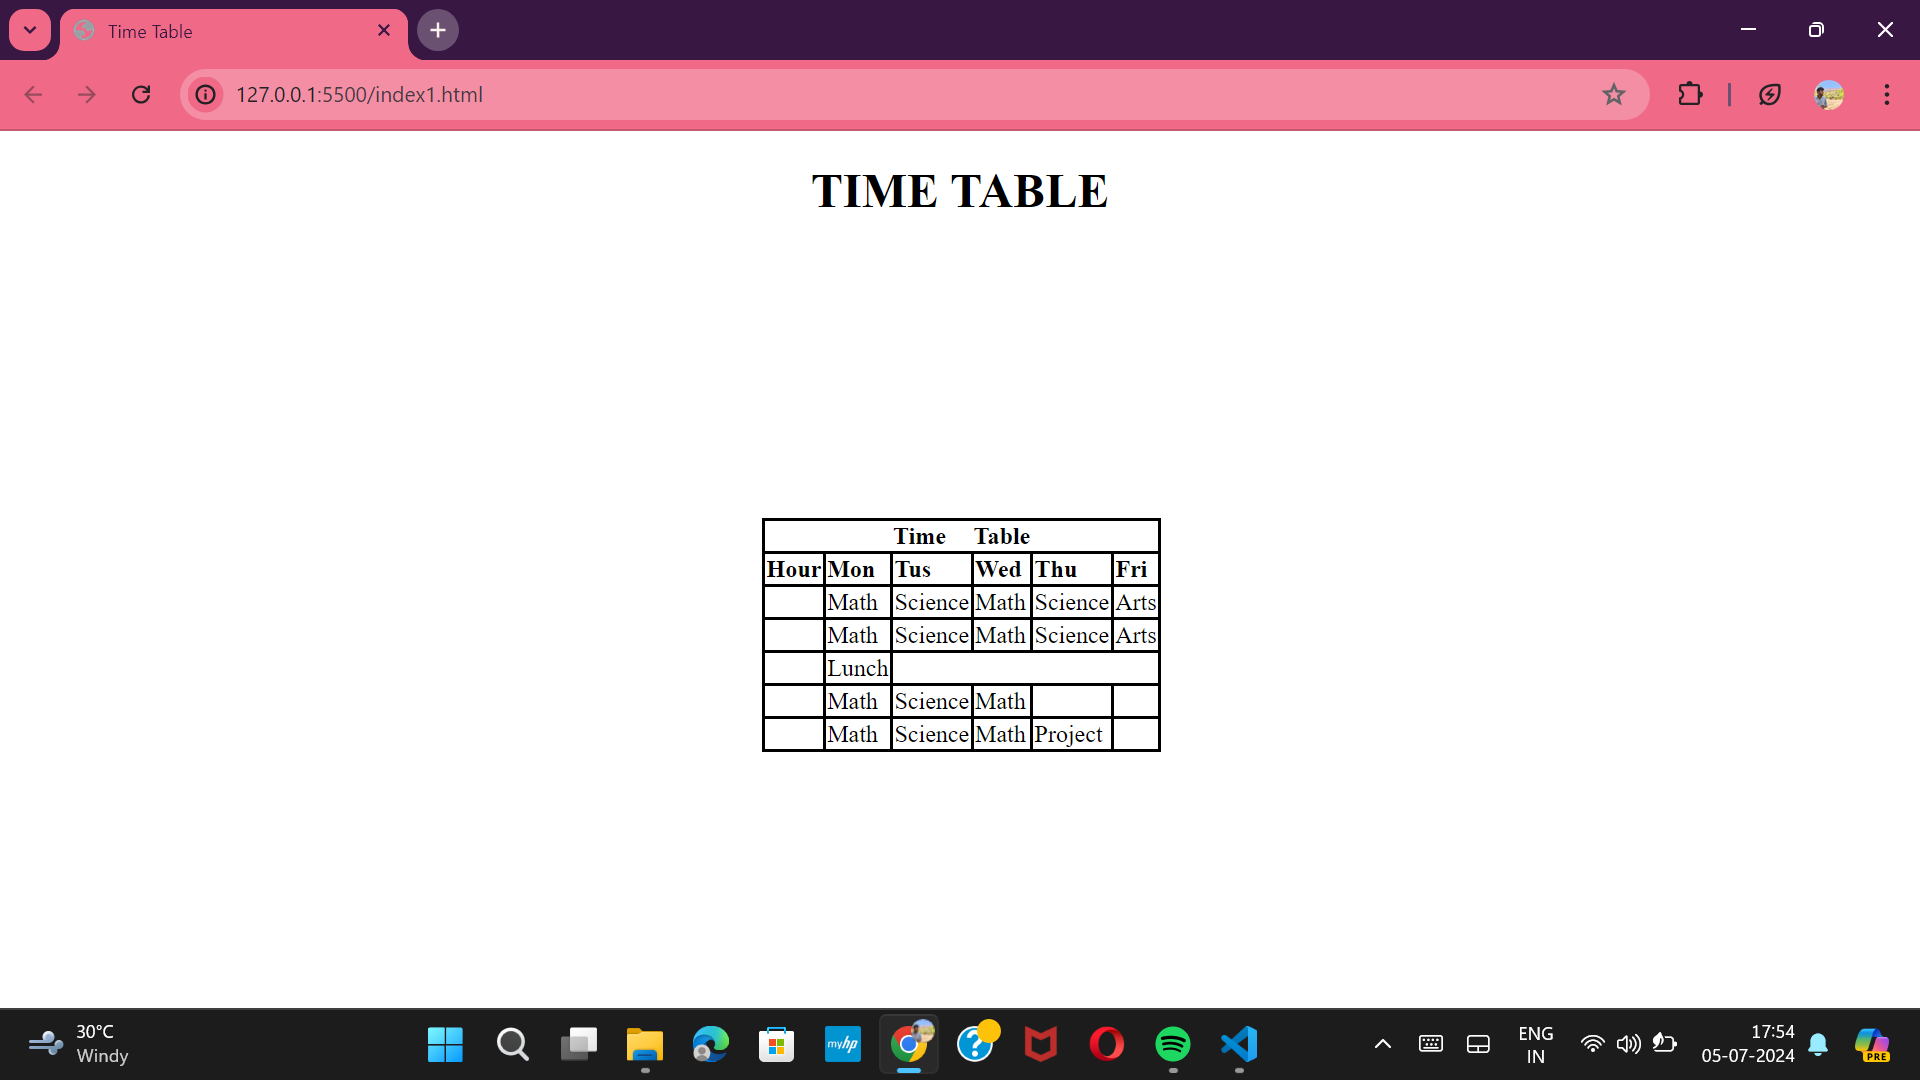 Time Table
127.0.0.1:5500/index1.html
TIME TABLE
Time Table
Hour Mon Tus Wed Thu Fri
Math Science Math Science Arts
Math Science Math Science Arts
Lunch
Math Science Math
Math Science Math Project
30°C
Windy
myhp
ENG
IN
17:54
05-07-2024
PRE